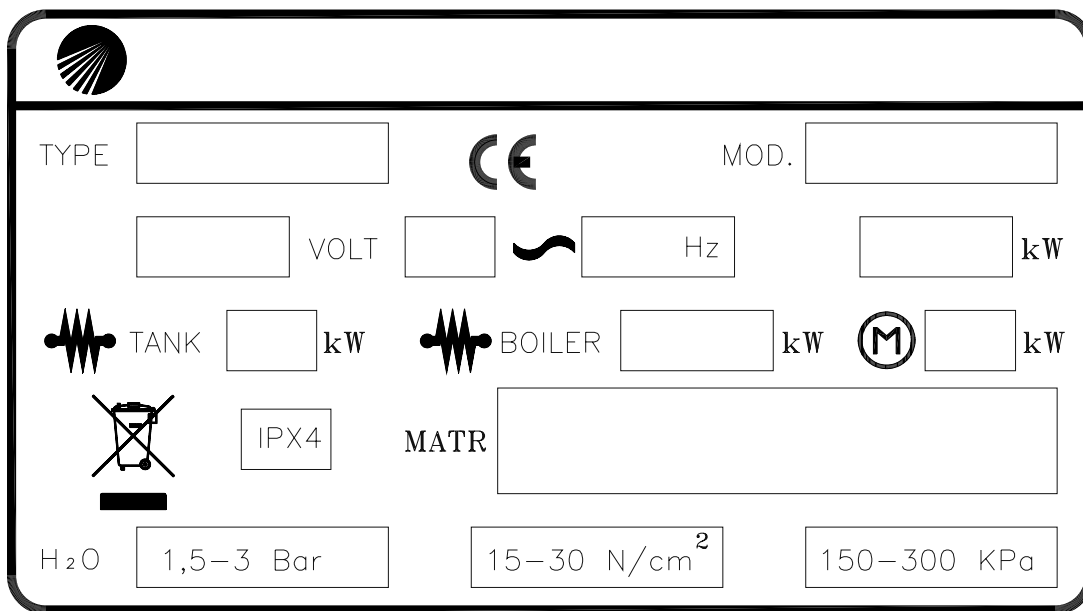 TYPE CE MOD.
VOLT Hz kW
TANK kW BOILER kW M kW
IPX4 MATR
H₂O 1,5-3 Bar 15-30 N/cm² 150-300 KPa